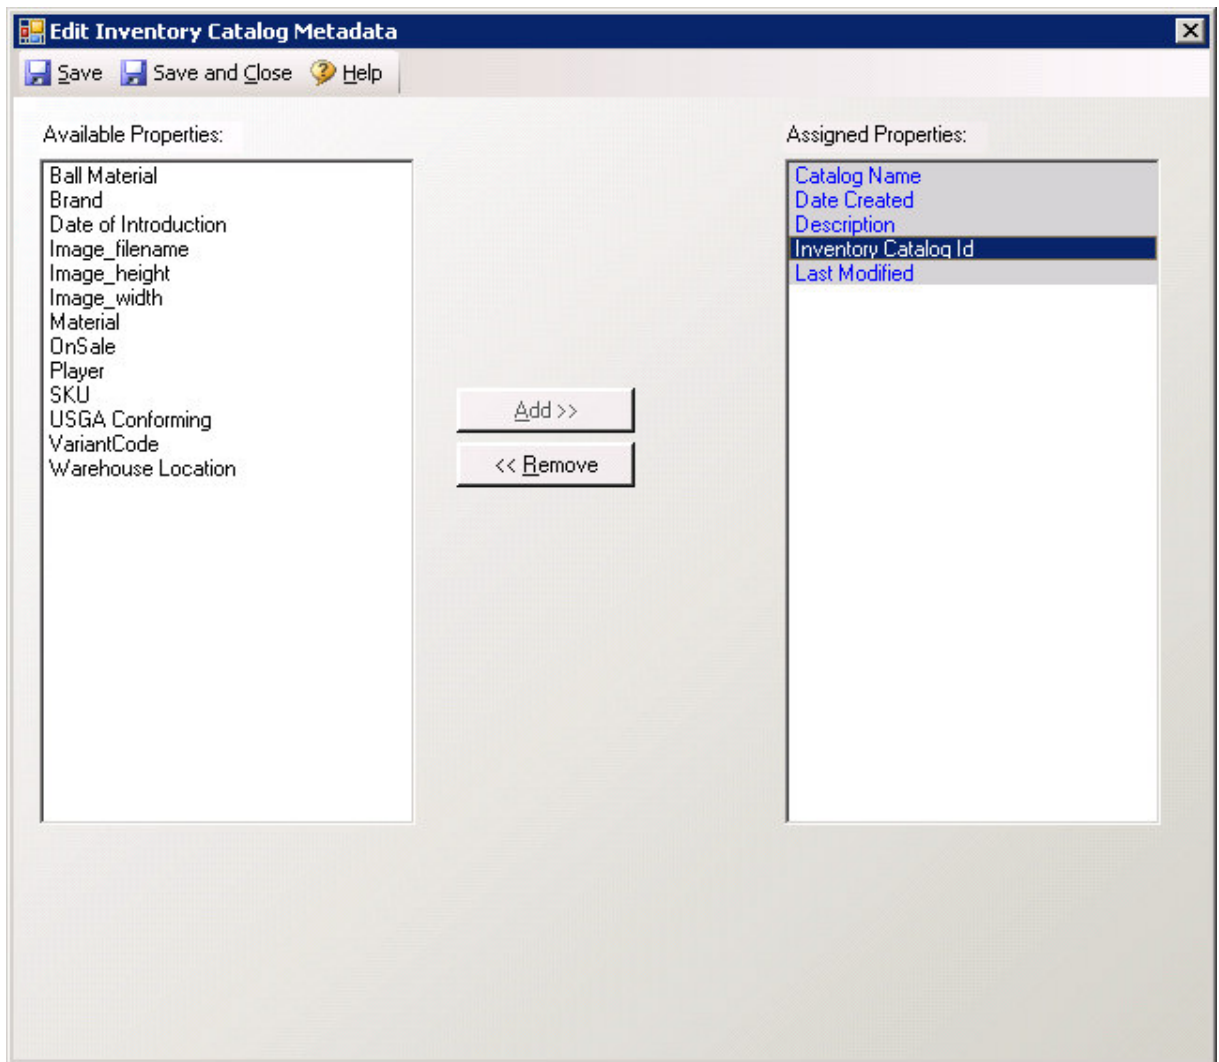 Edit Inventory Catalog Metadata
Save Save and Close Help
Available Properties:
Ball Material
Brand
Date of Introduction
Image_filename
Image_height
Image_width
Material
OnSale
Player
SKU
USGA Conforming
VariantCode
Warehouse Location
Add >>
<< Remove
Assigned Properties:
Catalog Name
Date Created
Description
Inventory Catalog Id
Last Modified